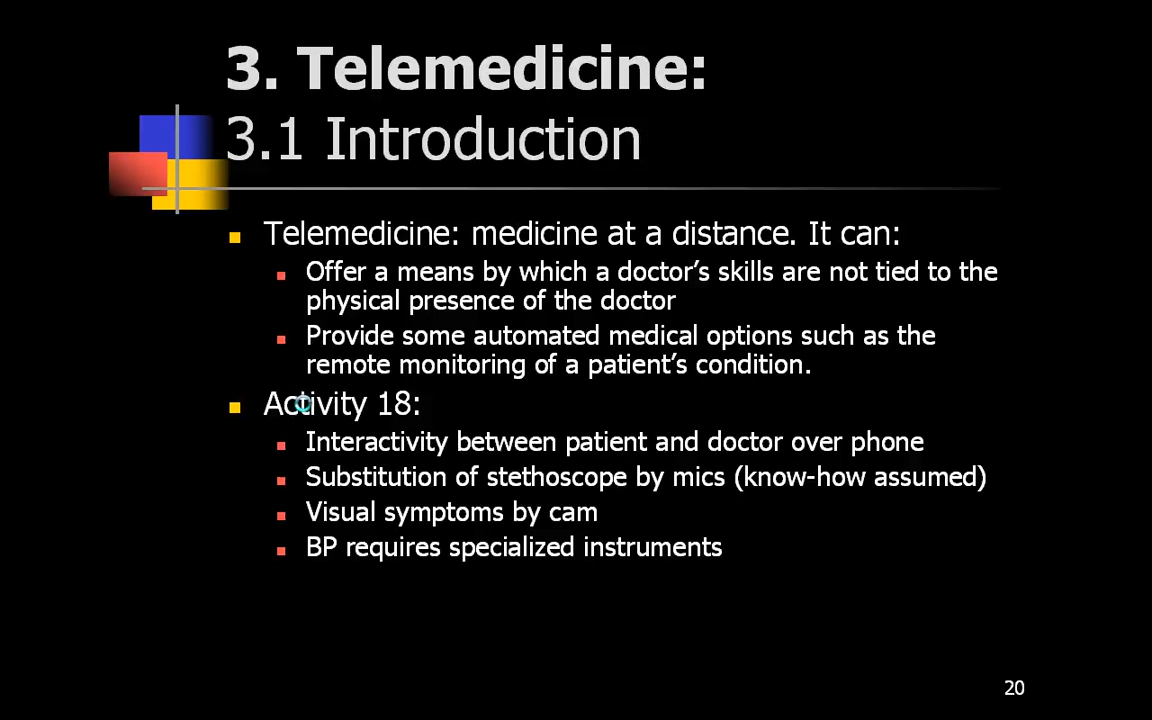 3. Telemedicine:
3.1 Introduction
Telemedicine: medicine at a distance. It can:
Offer a means by which a doctor’s skills are not tied to the
physical presence of the doctor
Provide some automated medical options such as the
remote monitoring of a patient’s condition.
Activity 18:
Interactivity between patient and doctor over phone
Substitution of stethoscope by mics (know-how assumed)
Visual symptoms by cam
BP requires specialized instruments
20